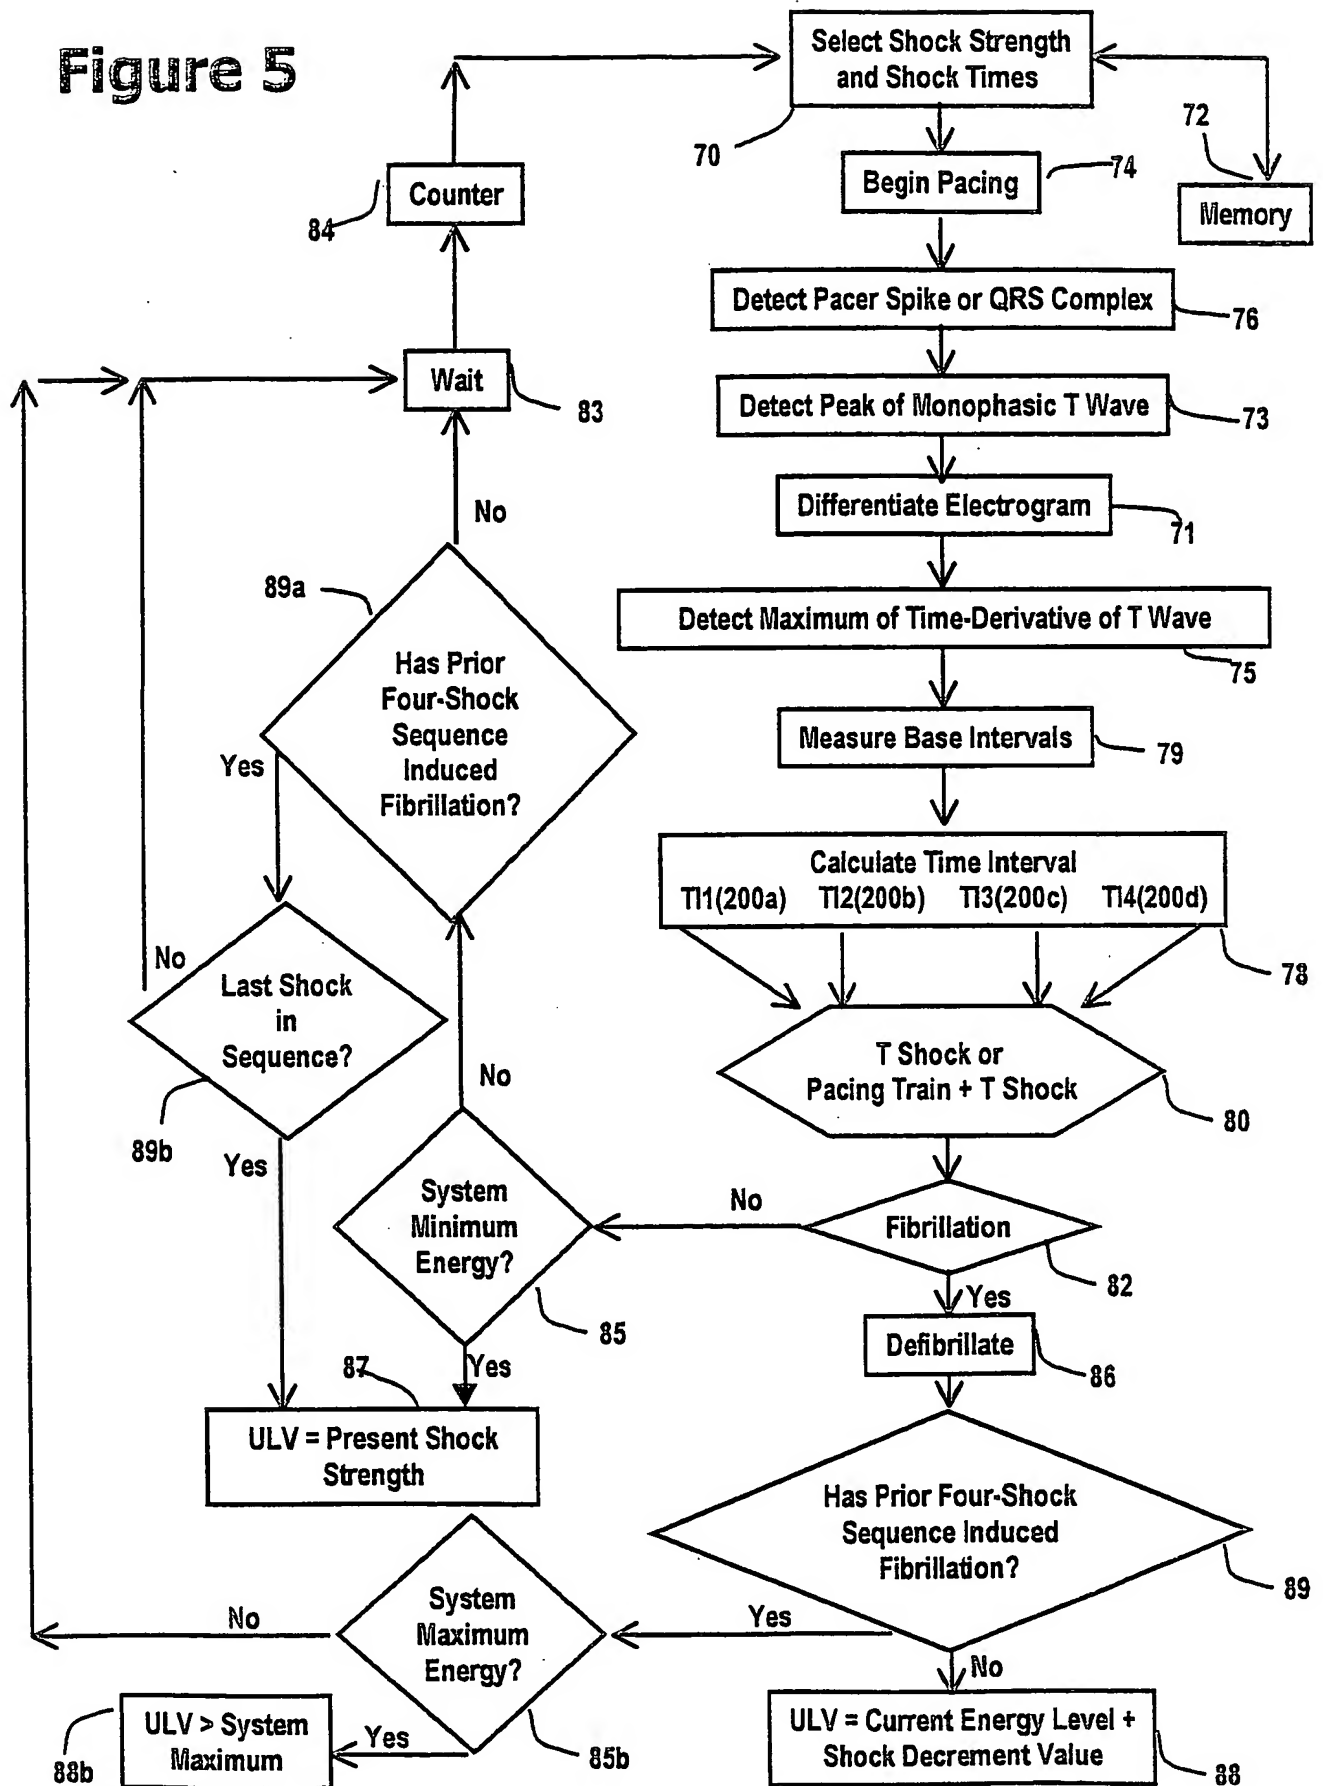 Figure 5
Select Shock Strength
and Shock Times
70
72
Memory
Begin Pacing
74
Counter
84
Detect Pacer Spike or QRS Complex
76
Wait
83
Detect Peak of Monophasic T Wave
73
Differentiate Electrogram
71
No
89a
Detect Maximum of Time-Derivative of T Wave
75
Has Prior
Four-Shock
Sequence
Induced
Fibrillation?
Yes
Measure Base Intervals
79
Calculate Time Interval
TI1(200a) TI2(200b) TI3(200c) TI4(200d)
78
No
Last Shock
in
Sequence?
89b
Yes
No
T Shock or
Pacing Train + T Shock
80
System
Minimum
Energy?
85
No
Fibrillation
82
Yes
Defibrillate
86
87
Yes
ULV = Present Shock
Strength
Has Prior Four-Shock
Sequence Induced
Fibrillation?
89
Yes
System
Maximum
Energy?
85b
No
No
Yes
ULV > System
Maximum
88b
ULV = Current Energy Level +
Shock Decrement Value
88